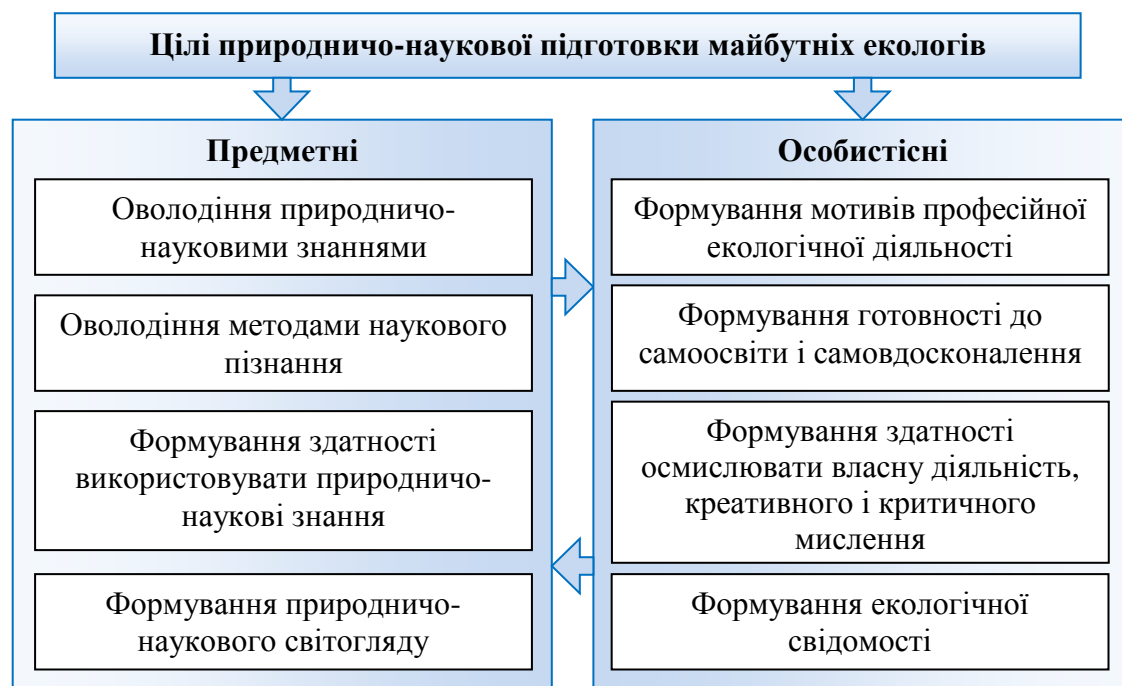 Цілі природничо-наукової підготовки майбутніх екологів
Предметні
Оволодіння природничо-
науковими знаннями
Оволодіння методами наукового
пізнання
Формування здатності
використовувати природничо-
наукові знання
Формування природничо-
наукового світогляду
Особистісні
Формування мотивів професійної
екологічної діяльності
Формування готовності до
самоосвіти і самовдосконалення
Формування здатності
осмислювати власну діяльність,
креативного і критичного
мислення
Формування екологічної
свідомості